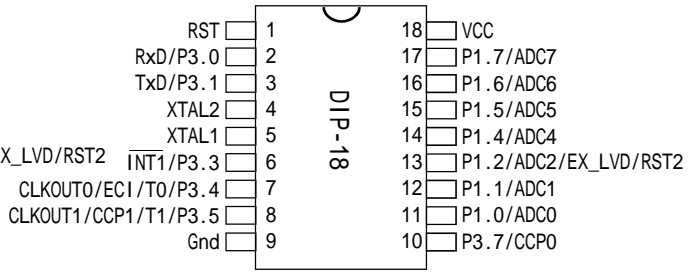 RST 1 18 VCC
RxD/P3.0 2 17 P1.7/ADC7
TxD/P3.1 3 16 P1.6/ADC6
XTAL2 4 15 P1.5/ADC5
XTAL1 5 14 P1.4/ADC4
X_LVD/RST2 INT1/P3.3 6 13 P1.2/ADC2/EX_LVD/RST2
CLKOUT0/ECI/T0/P3.4 7 12 P1.1/ADC1
CLKOUT1/CCP1/T1/P3.5 8 11 P1.0/ADC0
Gnd 9 10 P3.7/CCP0
DIP-18